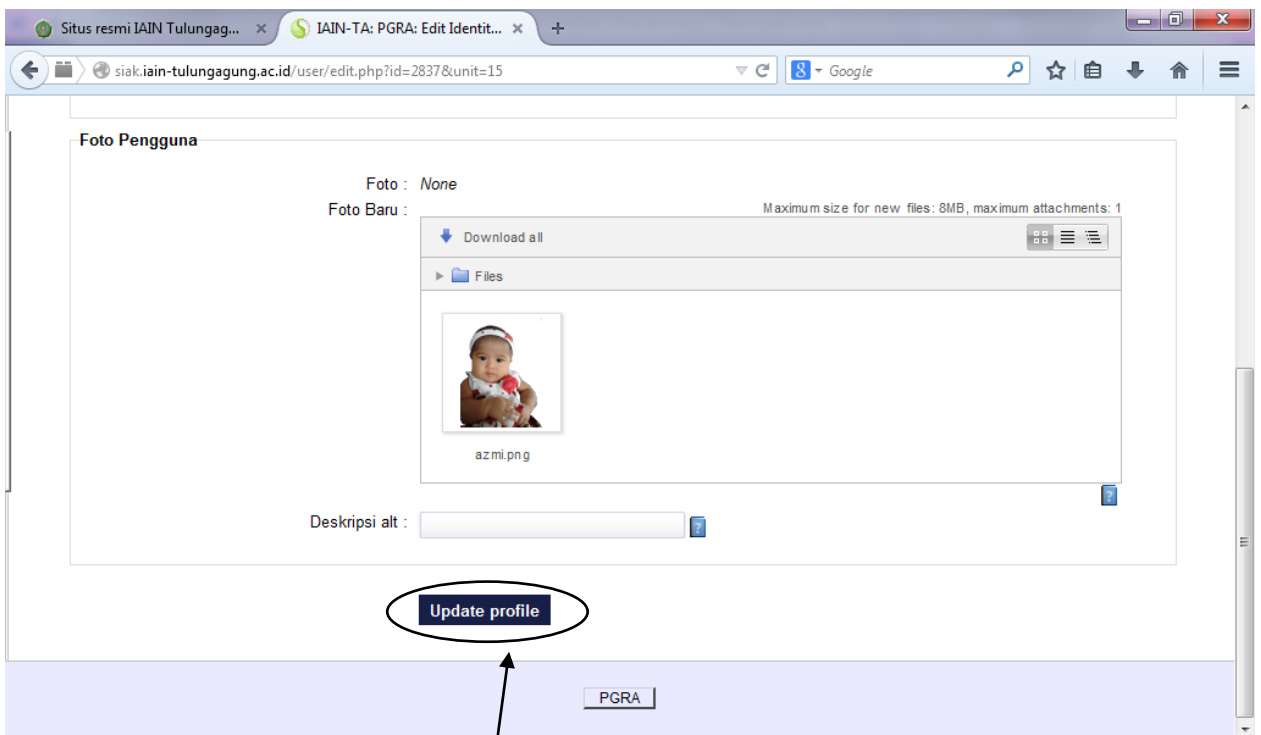 Situs resmi IAIN Tulungag... × IAIN-TA: PGRA: Edit Identit... × +
siak.iain-tulungagung.ac.id/user/edit.php?id=2837&unit=15 8 Google
Foto Pengguna
Foto : None
Foto Baru : Maximum size for new files: 8MB, maximum attachments: 1
Download all
Files
azmi.png
?
Deskripsi alt : ?
Update profile
PGRA